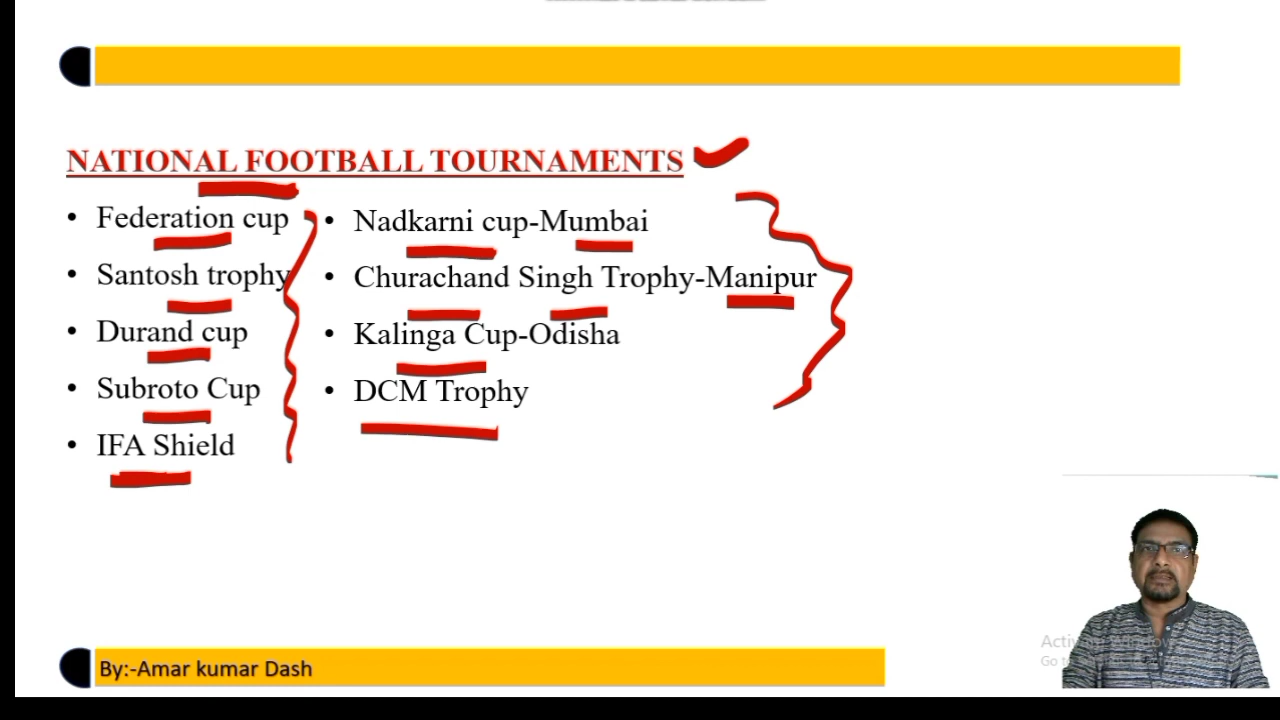 NATIONAL FOOTBALL TOURNAMENTS
• Federation cup
• Santosh trophy
• Durand cup
• Subroto Cup
• IFA Shield
• Nadkarni cup-Mumbai
• Churachand Singh Trophy-Manipur
• Kalinga Cup-Odisha
• DCM Trophy
By:-Amar kumar Dash